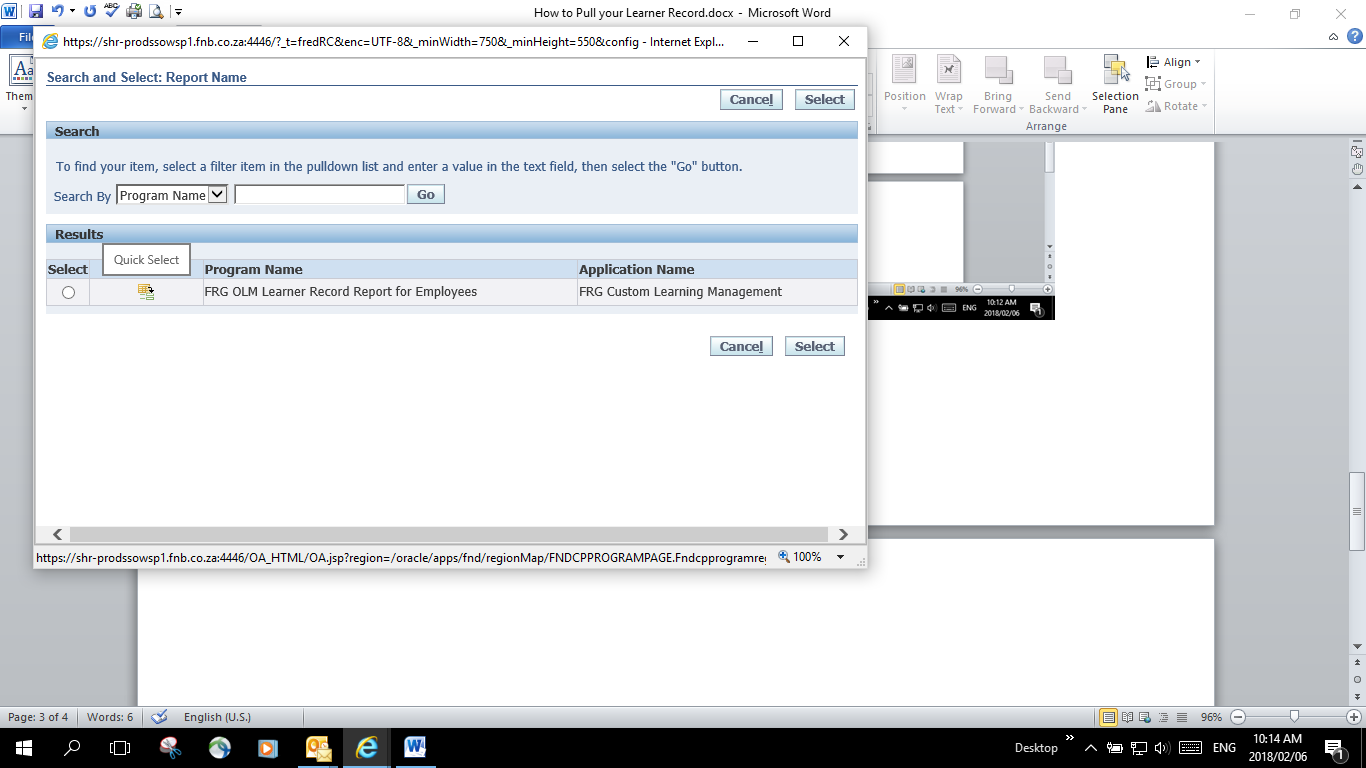 How to Pull your Learner Record.docx - Microsoft Word
https://shr-prodssowsp1.fnb.co.za:4446/?_t=fredRC&enc=UTF-8&_minWidth=750&_minHeight=550&config - Internet Expl...
Search and Select: Report Name
Cancel Select
Search
To find your item, select a filter item in the pulldown list and enter a value in the text field, then select the "Go" button.
Search By Program Name Go
Results
Quick Select
Select Program Name Application Name
FRG OLM Learner Record Report for Employees FRG Custom Learning Management
Cancel Select
https://shr-prodssowsp1.fnb.co.za:4446/OA_HTML/OA.jsp?region=/oracle/apps/fnd/regionMap/FNDCPPROGRAMPAGE.Fndcpprogramreg
100%
Aa
Them
Position Wrap Text Bring Forward Send Backward Selection Pane
Align
Group
Rotate
Arrange
96%
10:12 AM
ENG
2018/02/06
1
Page: 3 of 4 Words: 6 English (U.S.) 96%
Desktop ENG 10:14 AM
2018/02/06
1